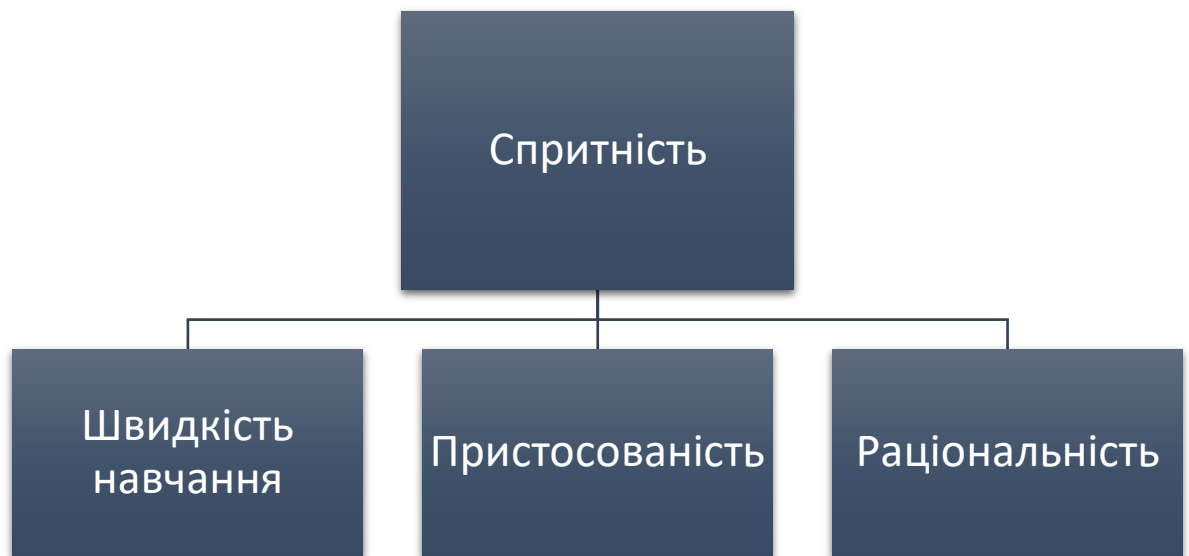 Спритність
Швидкість
навчання
Пристосованість
Раціональність